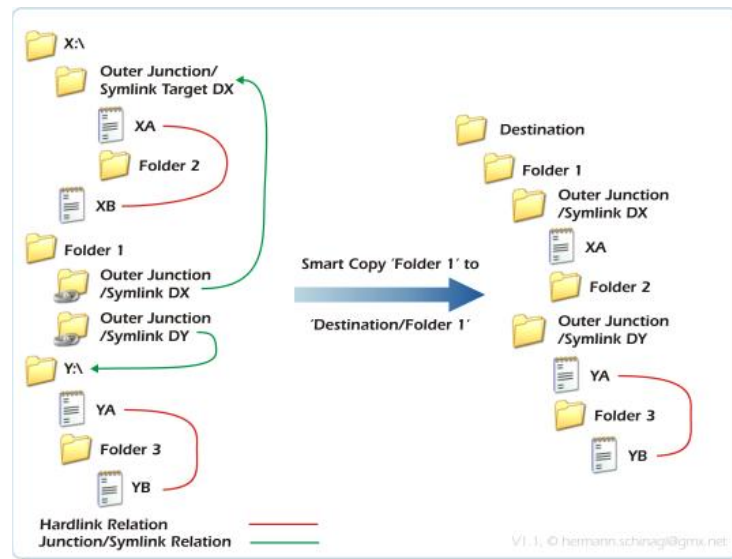 X:\
Outer Junction/
Symlink Target DX
XA
Folder 2
XB
Folder 1
Outer Junction
/Symlink DX
Outer Junction
/Symlink DY
Y:\
YA
Folder 3
YB
Hardlink Relation
Junction/Symlink Relation
Smart Copy 'Folder 1' to
'Destination/Folder 1'
Destination
Folder 1
Outer Junction
/Symlink DX
XA
Folder 2
Outer Junction
/Symlink DY
YA
Folder 3
YB
V1.1, © hermann.schinagl@gmx.net